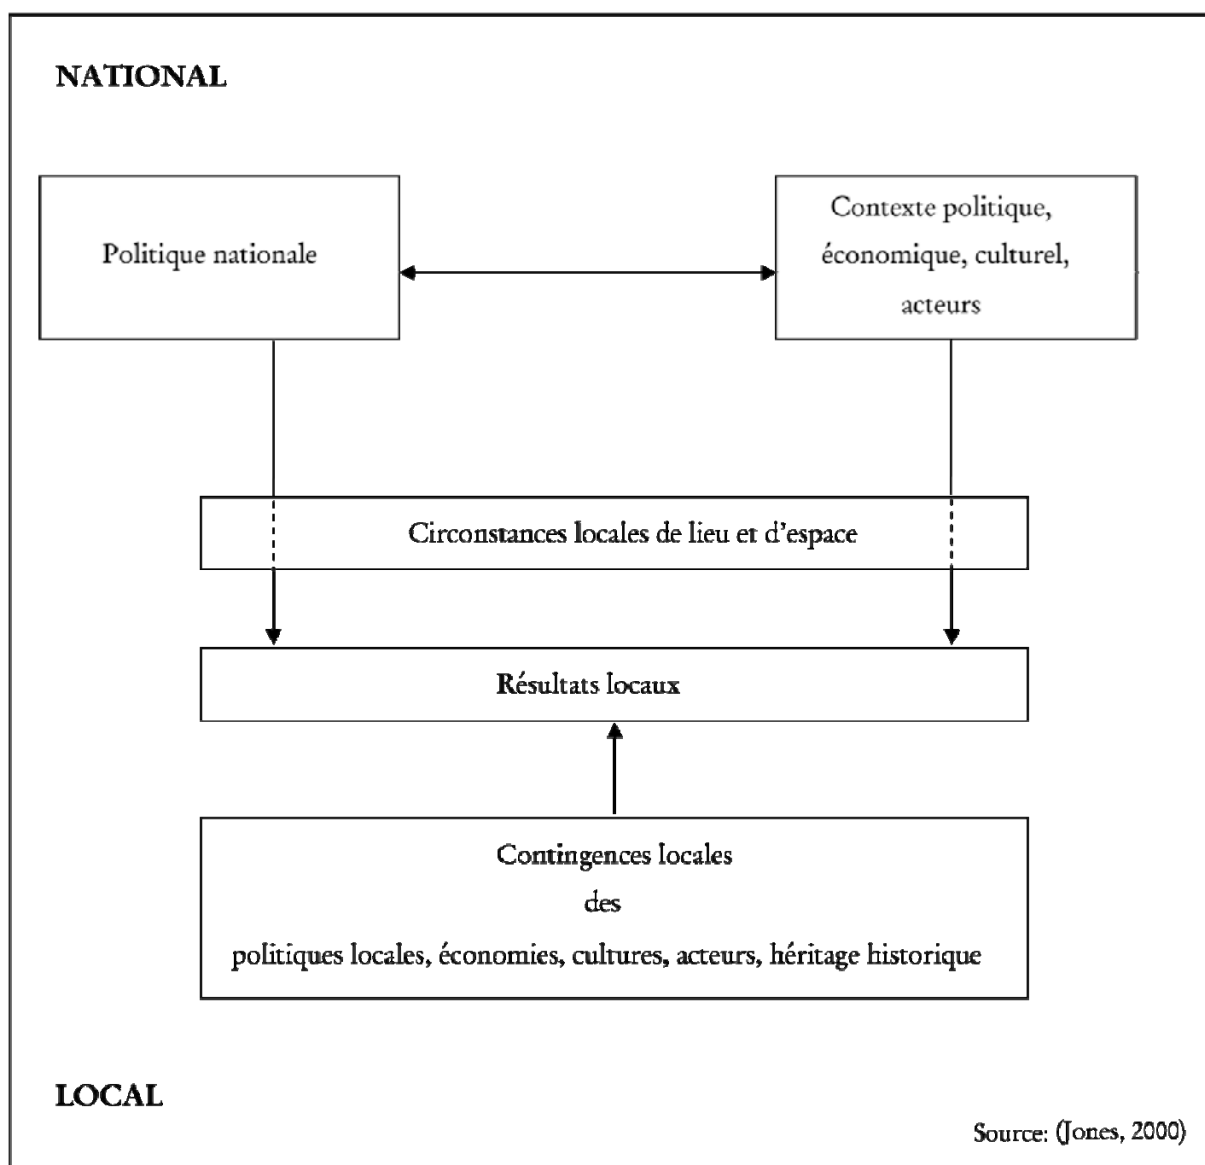 NATIONAL
Politique nationale
Contexte politique,
économique, culturel,
acteurs
Circonstances locales de lieu et d'espace
Résultats locaux
Contingences locales
des
politiques locales, économies, cultures, acteurs, héritage historique
LOCAL
Source: (Jones, 2000)